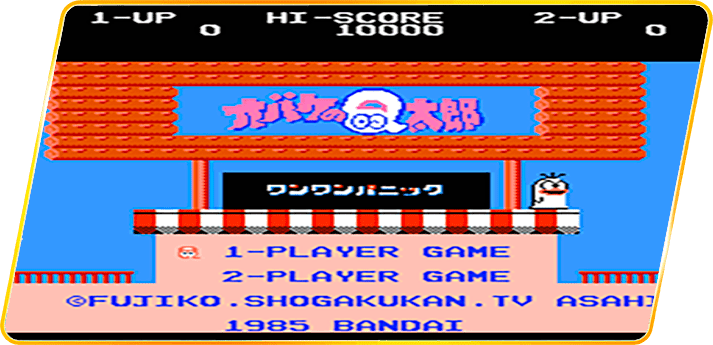 1-UP HI-SCORE 2-UP
0 10000 0
オバケのQ太郎
ワンワンパニック
1-PLAYER GAME
2-PLAYER GAME
©FUJIKO.SHOGAKUKAN.TV ASAHI
1985 BANDAI